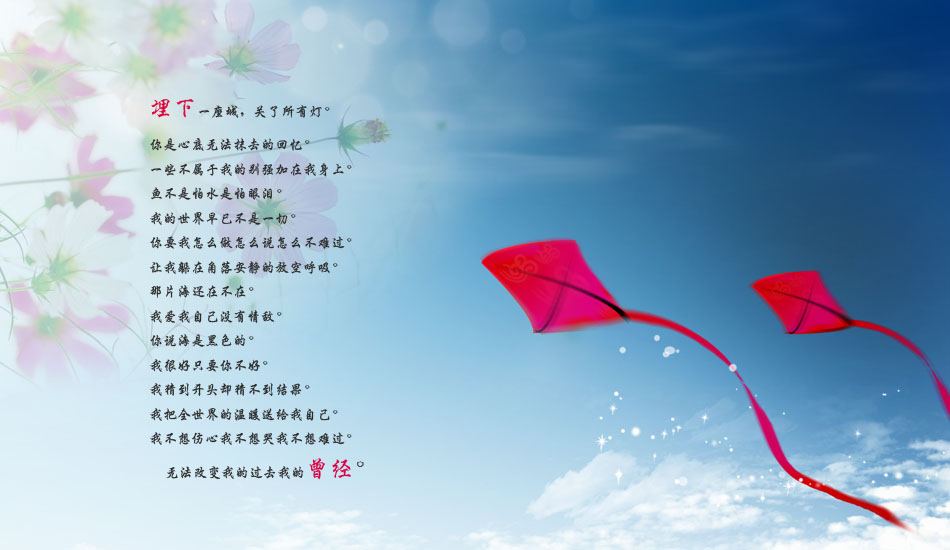 埋下一座城，关了所有灯。
你是心底无法抹去的回忆。
一些不属于我的别强加在我身上。
鱼不是怕水是怕眼泪。
我的世界早已不是一切。
你要我怎么做怎么说怎么不难过。
让我躲在角落安静的放空呼吸。
那片海还在不在。
我爱我自己没有情敌。
你说海是黑色的。
我很好只要你不好。
我猜到开头却猜不到结果。
我把全世界的温暖送给我自己。
我不想伤心我不想哭我不想难过。
无法改变我的过去我的曾经。